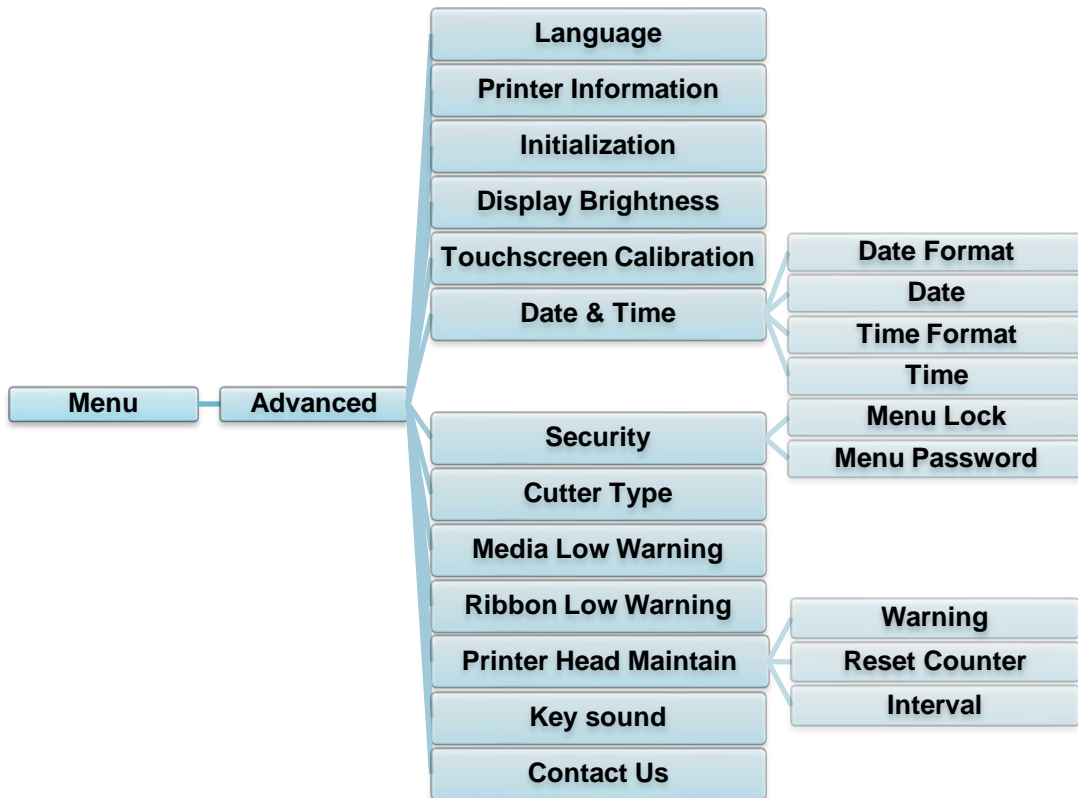 Menu
Advanced
Language
Printer Information
Initialization
Display Brightness
Touchscreen Calibration
Date & Time
Date Format
Date
Time Format
Time
Security
Menu Lock
Menu Password
Cutter Type
Media Low Warning
Ribbon Low Warning
Printer Head Maintain
Warning
Reset Counter
Interval
Key sound
Contact Us